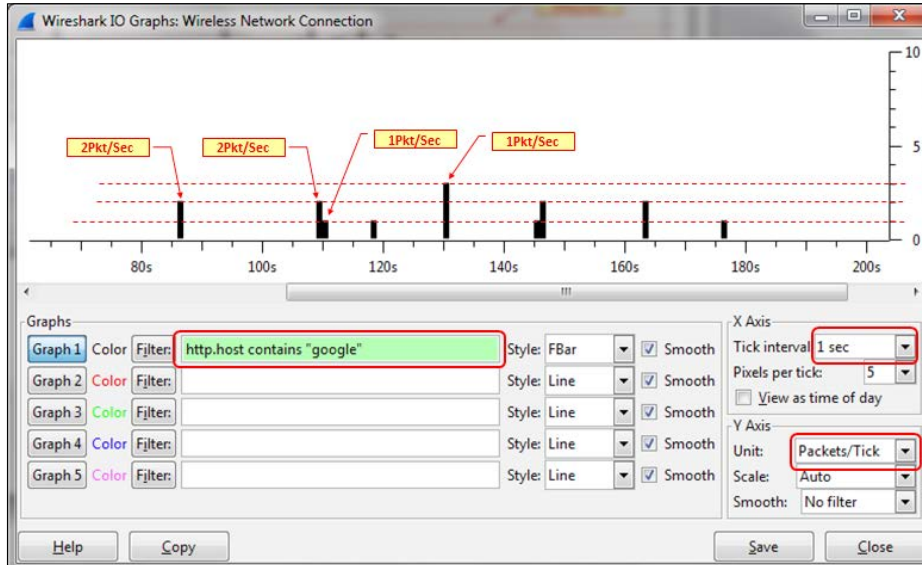 Wireshark IO Graphs: Wireless Network Connection
10
2Pkt/Sec 2Pkt/Sec 1Pkt/Sec 1Pkt/Sec
5
0
80s 100s 120s 140s 160s 180s 200s
Graphs
Graph 1 Color Filter: http.host contains "google" Style: FBar Smooth
Graph 2 Color Filter: Style: Line Smooth
Graph 3 Color Filter: Style: Line Smooth
Graph 4 Color Filter: Style: Line Smooth
Graph 5 Color Filter: Style: Line Smooth
X Axis
Tick interval: 1 sec
Pixels per tick: 5
View as time of day
Y Axis
Unit: Packets/Tick
Scale: Auto
Smooth: No filter
Help Copy Save Close